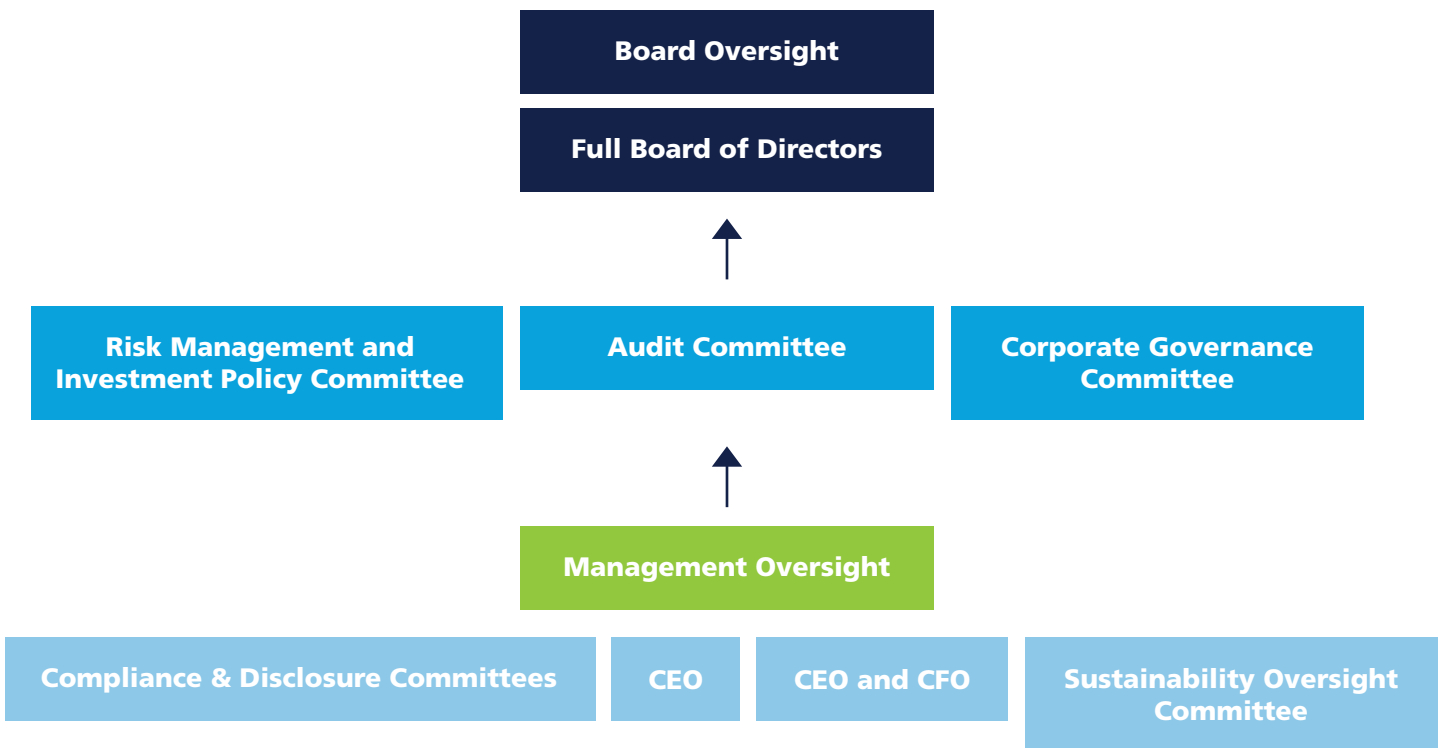 Board Oversight
Full Board of Directors
Risk Management and
Investment Policy Committee
Audit Committee
Corporate Governance
Committee
Management Oversight
Compliance & Disclosure Committees
CEO
CEO and CFO
Sustainability Oversight
Committee